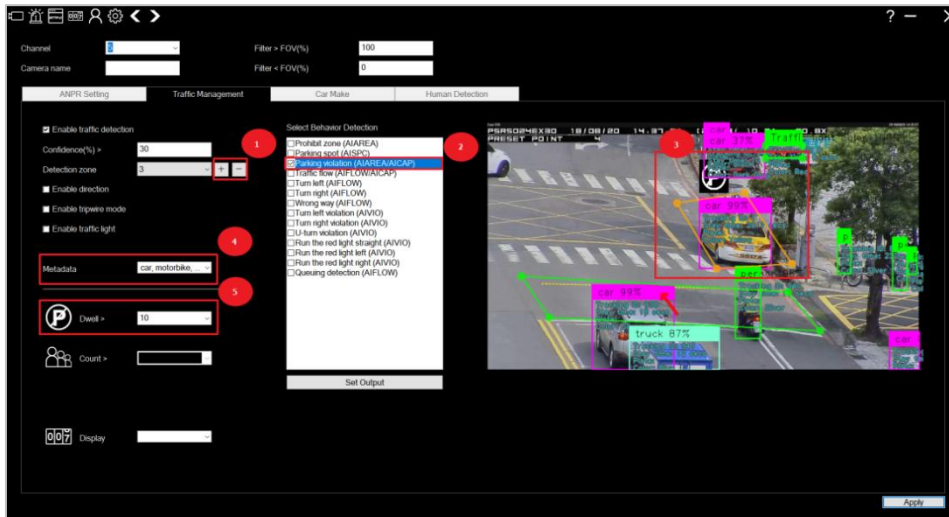 ?
Channel
5
Filter > FOV(%)
100
Camera name
Filter < FOV(%)
0
ANPR Setting
Traffic Management
Car Make
Human Detection
Enable traffic detection
Confidence(%) >
30
Detection zone
3
+
-
Enable direction
Enable tripwire mode
Enable traffic light
Metadata
car, motorbike, ...
Dwell >
10
Count >
007
Display
1
2
3
4
5
Select Behavior Detection
Prohibit zone (AIAREA)
Parking spot (AISPC)
Parking violation (AIAREA/AICAP)
Traffic flow (AIFLOW/AICAP)
Turn left (AIFLOW)
Turn right (AIFLOW)
Wrong way (AIFLOW)
Turn left violation (AIVIO)
Turn right violation (AIVIO)
U-turn violation (AIVIO)
Run the red light straight (AIVIO)
Run the red light left (AIVIO)
Run the red light right (AIVIO)
Queuing detection (AIFLOW)
Set Output
PRESET POINT 4
car 37%
car 99%
car 99%
truck 87%
Apply